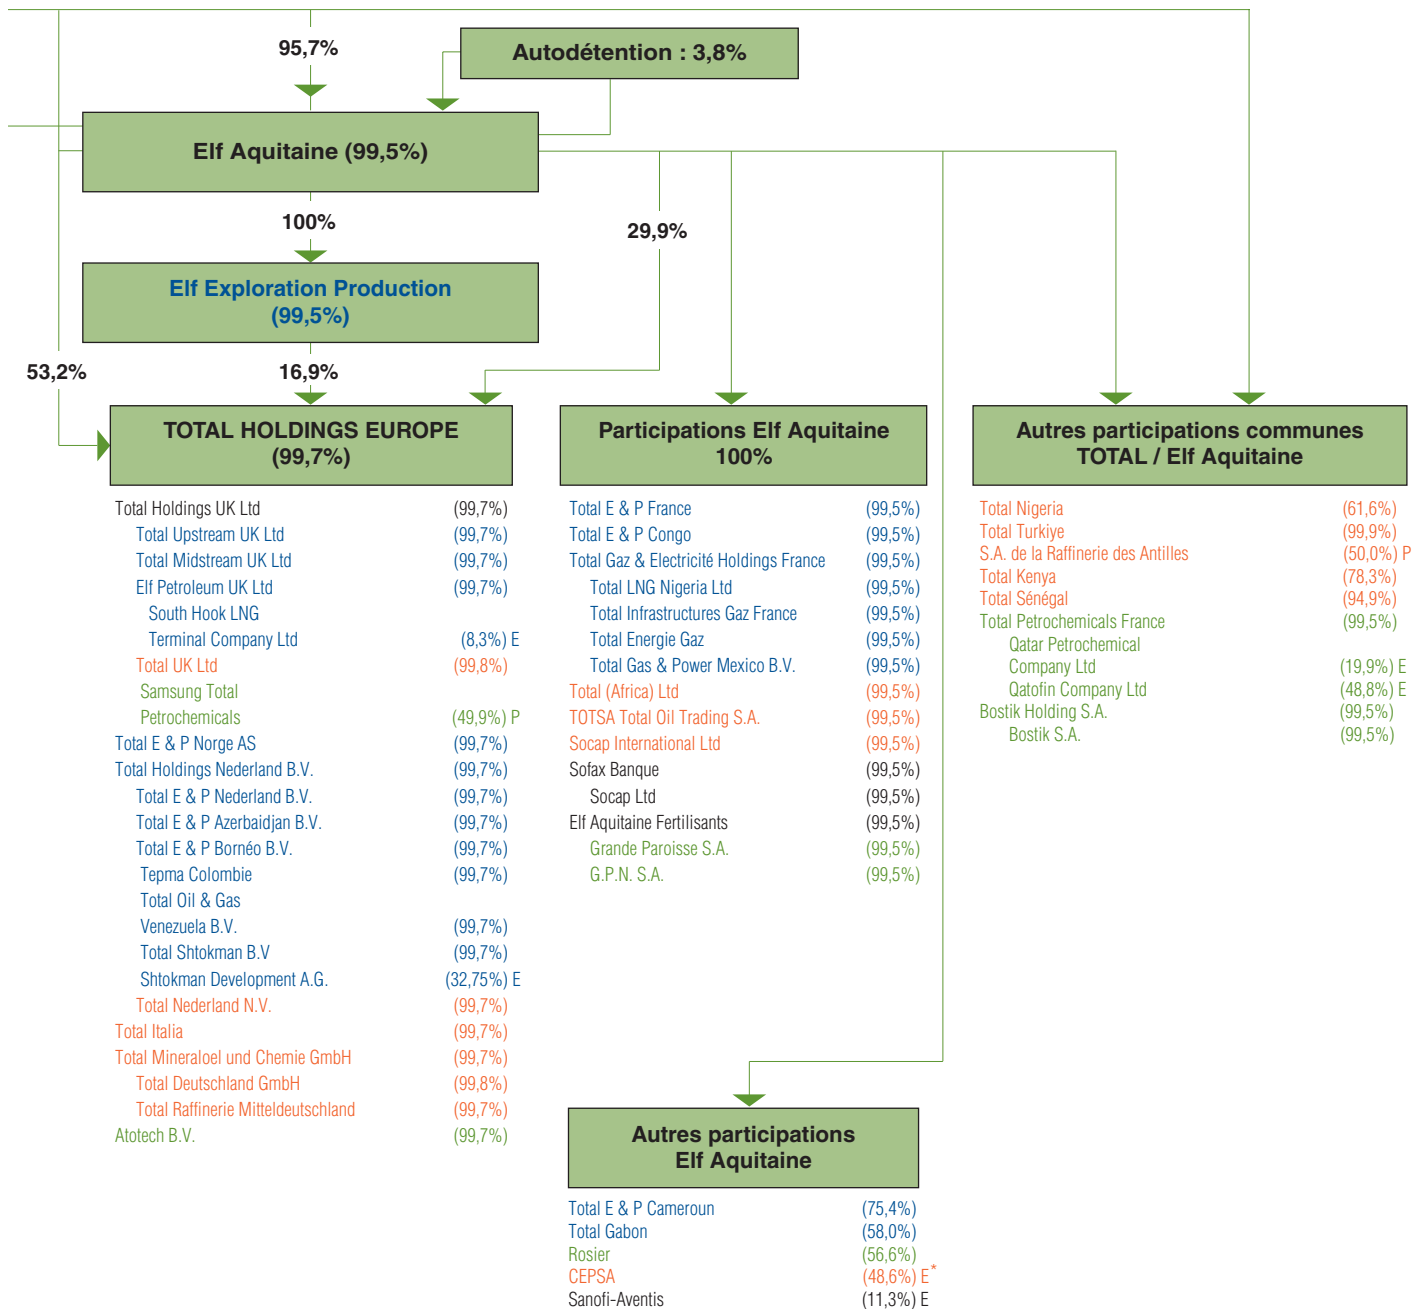 95,7%
Autodétention : 3,8%
Elf Aquitaine (99,5%)
100%
29,9%
Elf Exploration Production
(99,5%)
53,2%
16,9%
TOTAL HOLDINGS EUROPE
(99,7%)
Total Holdings UK Ltd (99,7%)
Total Upstream UK Ltd (99,7%)
Total Midstream UK Ltd (99,7%)
Elf Petroleum UK Ltd (99,7%)
South Hook LNG
Terminal Company Ltd (8,3%) E
Total UK Ltd (99,8%)
Samsung Total
Petrochemicals (49,9%) P
Total E & P Norge AS (99,7%)
Total Holdings Nederland B.V. (99,7%)
Total E & P Nederland B.V. (99,7%)
Total E & P Azerbaidjan B.V. (99,7%)
Total E & P Bornéo B.V. (99,7%)
Tepma Colombie (99,7%)
Total Oil & Gas
Venezuela B.V. (99,7%)
Total Shtokman B.V (99,7%)
Shtokman Development A.G. (32,75%) E
Total Nederland N.V. (99,7%)
Total Italia (99,7%)
Total Mineraloel und Chemie GmbH (99,7%)
Total Deutschland GmbH (99,8%)
Total Raffinerie Mitteldeutschland (99,7%)
Atotech B.V. (99,7%)
Participations Elf Aquitaine
100%
Total E & P France (99,5%)
Total E & P Congo (99,5%)
Total Gaz & Electricité Holdings France (99,5%)
Total LNG Nigeria Ltd (99,5%)
Total Infrastructures Gaz France (99,5%)
Total Energie Gaz (99,5%)
Total Gas & Power Mexico B.V. (99,5%)
Total (Africa) Ltd (99,5%)
TOTSA Total Oil Trading S.A. (99,5%)
Socap International Ltd (99,5%)
Sofax Banque (99,5%)
Socap Ltd (99,5%)
Elf Aquitaine Fertilisants (99,5%)
Grande Paroisse S.A. (99,5%)
G.P.N. S.A. (99,5%)
Autres participations communes
TOTAL / Elf Aquitaine
Total Nigeria (61,6%)
Total Turkiye (99,9%)
S.A. de la Raffinerie des Antilles (50,0%) P
Total Kenya (78,3%)
Total Sénégal (94,9%)
Total Petrochemicals France (99,5%)
Qatar Petrochemical
Company Ltd (19,9%) E
Qatofin Company Ltd (48,8%) E
Bostik Holding S.A. (99,5%)
Bostik S.A. (99,5%)
Autres participations
Elf Aquitaine
Total E & P Cameroun (75,4%)
Total Gabon (58,0%)
Rosier (56,6%)
CEPSA (48,6%) E*
Sanofi-Aventis (11,3%) E